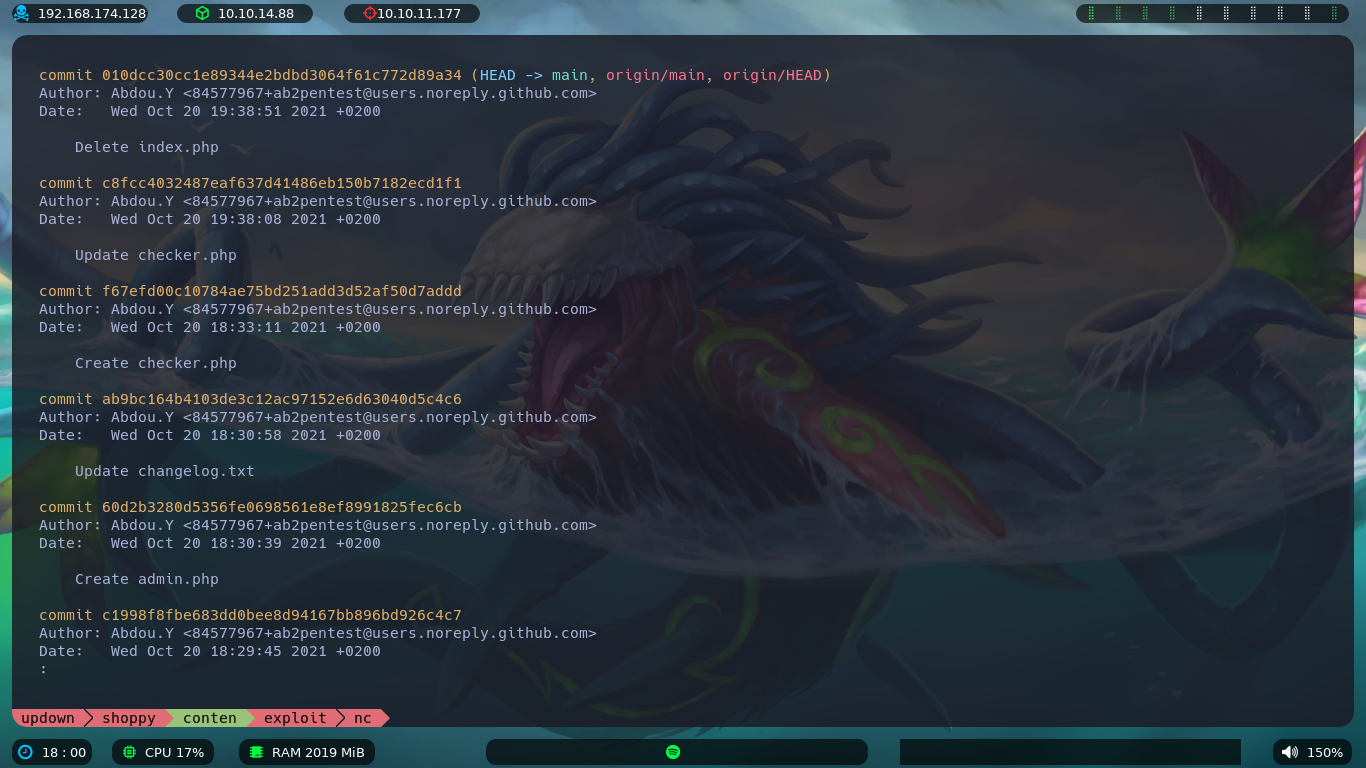 192.168.174.128 10.10.14.88 10.10.11.177
commit 010dcc30cc1e89344e2bdbd3064f61c772d89a34 (HEAD -> main, origin/main, origin/HEAD)
Author: Abdou.Y <84577967+ab2pentest@users.noreply.github.com>
Date:   Wed Oct 20 19:38:51 2021 +0200
Delete index.php
commit c8fcc4032487eaf637d41486eb150b7182ecd1f1
Author: Abdou.Y <84577967+ab2pentest@users.noreply.github.com>
Date:   Wed Oct 20 19:38:08 2021 +0200
Update checker.php
commit f67efd00c10784ae75bd251add3d52af50d7addd
Author: Abdou.Y <84577967+ab2pentest@users.noreply.github.com>
Date:   Wed Oct 20 18:33:11 2021 +0200
Create checker.php
commit ab9bc164b4103de3c12ac97152e6d63040d5c4c6
Author: Abdou.Y <84577967+ab2pentest@users.noreply.github.com>
Date:   Wed Oct 20 18:30:58 2021 +0200
Update changelog.txt
commit 60d2b3280d5356fe0698561e8ef8991825fec6cb
Author: Abdou.Y <84577967+ab2pentest@users.noreply.github.com>
Date:   Wed Oct 20 18:30:39 2021 +0200
Create admin.php
commit c1998f8fbe683dd0bee8d94167bb896bd926c4c7
Author: Abdou.Y <84577967+ab2pentest@users.noreply.github.com>
Date:   Wed Oct 20 18:29:45 2021 +0200
:
updown shoppy conten exploit nc
18 : 00 CPU 17% RAM 2019 MiB 150%